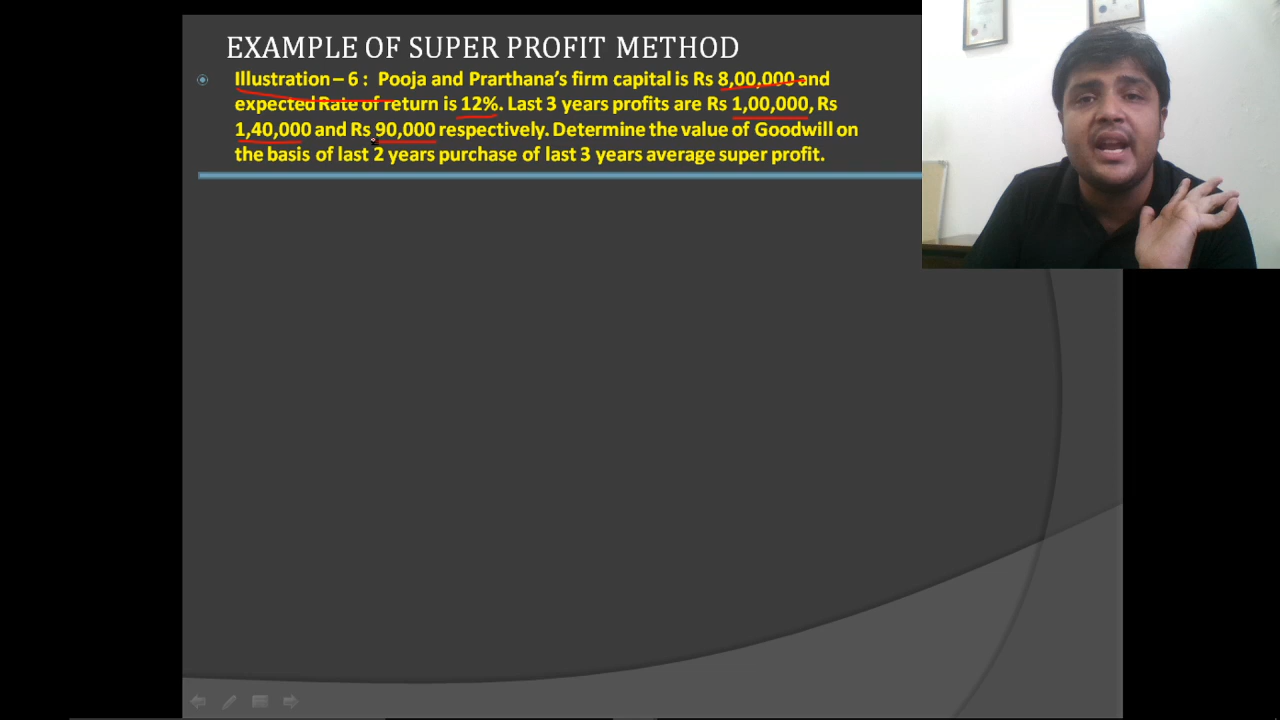 EXAMPLE OF SUPER PROFIT METHOD
Illustration – 6 : Pooja and Prarthana's firm capital is Rs 8,00,000 and
expected Rate of return is 12%. Last 3 years profits are Rs 1,00,000, Rs
1,40,000 and Rs 90,000 respectively. Determine the value of Goodwill on
the basis of last 2 years purchase of last 3 years average super profit.